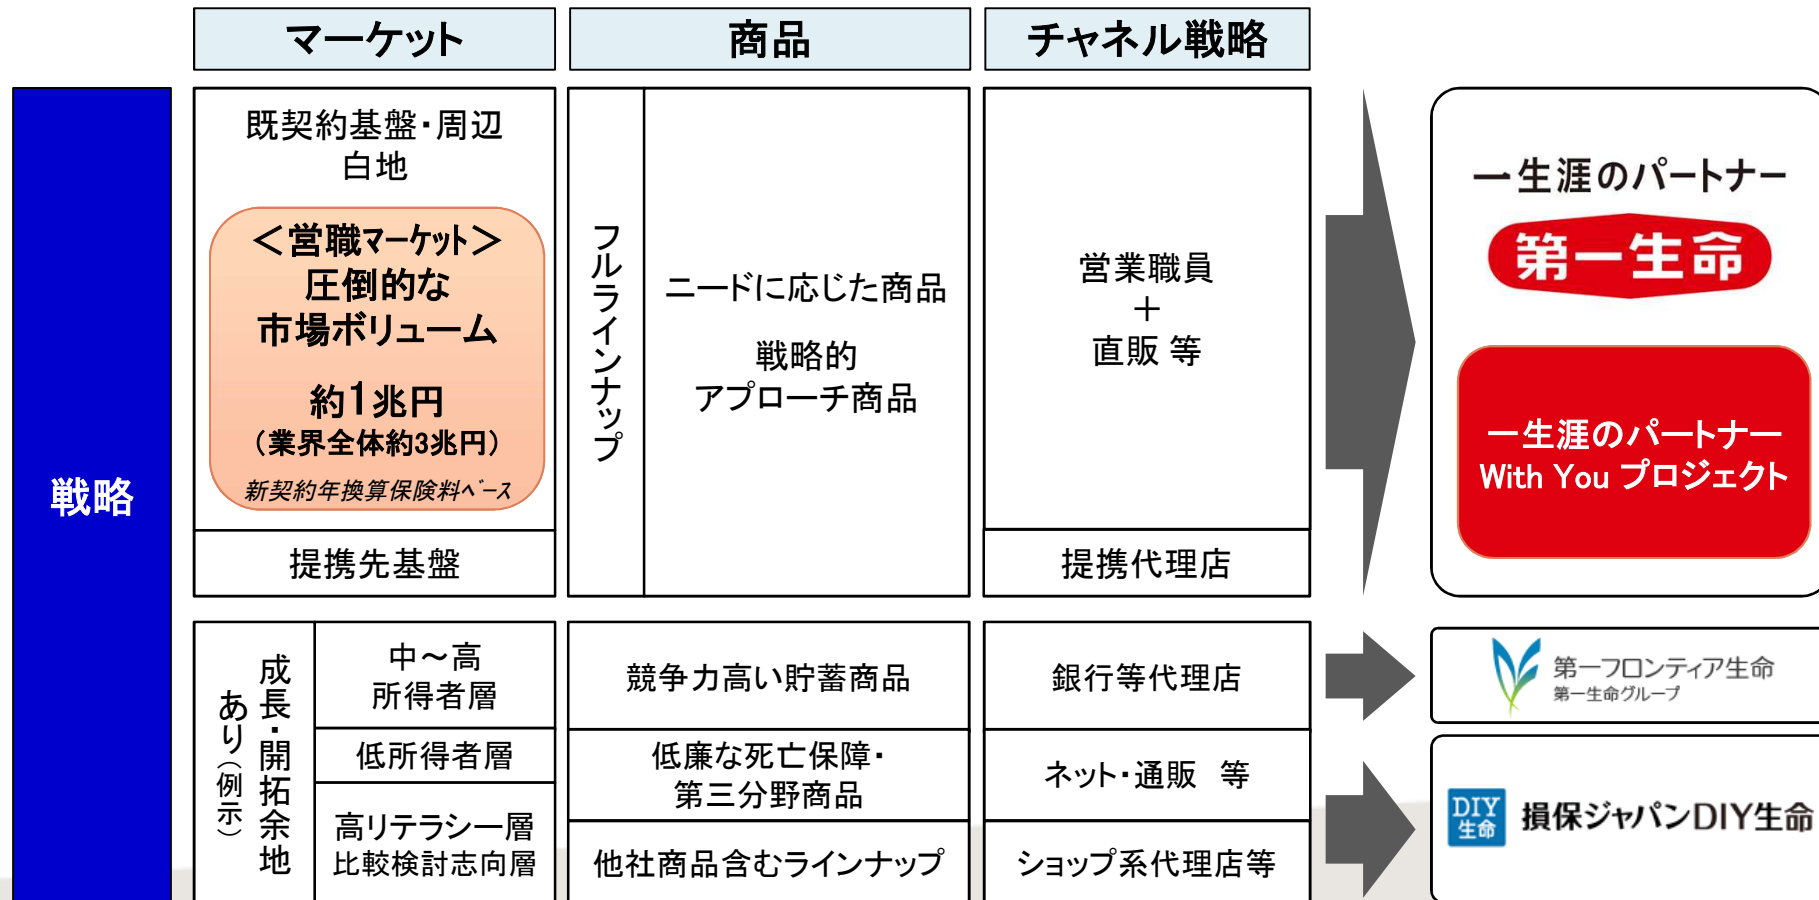 マーケット
商品
チャネル戦略
戦略
既契約基盤・周辺
白地
＜営職マーケット＞
圧倒的な
市場ボリューム
約1兆円
（業界全体約3兆円）
新契約年換算保険料ベース
提携先基盤
フルラインナップ
ニードに応じた商品
戦略的
アプローチ商品
営業職員
＋
直販 等
提携代理店
一生涯のパートナー
第一生命
一生涯のパートナー
With You プロジェクト
成長・開拓余地
あり（例示）
中～高
所得者層
競争力高い貯蓄商品
銀行等代理店
第一フロンティア生命
第一生命グループ
低所得者層
低廉な死亡保障・
第三分野商品
ネット・通販 等
高リテラシー層
比較検討志向層
他社商品含むラインナップ
ショップ系代理店等
DIY
生命
損保ジャパンDIY生命